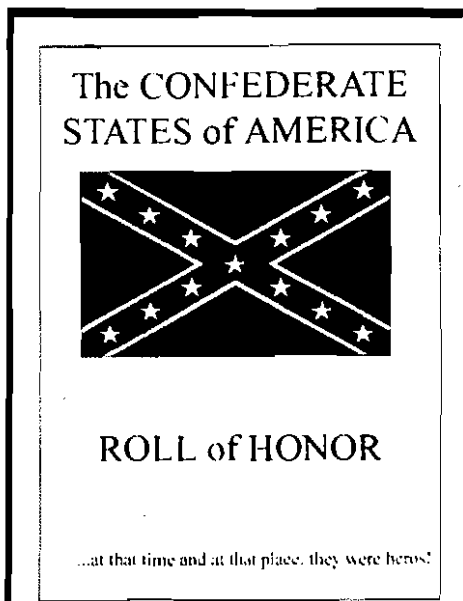 The CONFEDERATE
STATES of AMERICA
ROLL of HONOR
...at that time and at that place, they were heros!